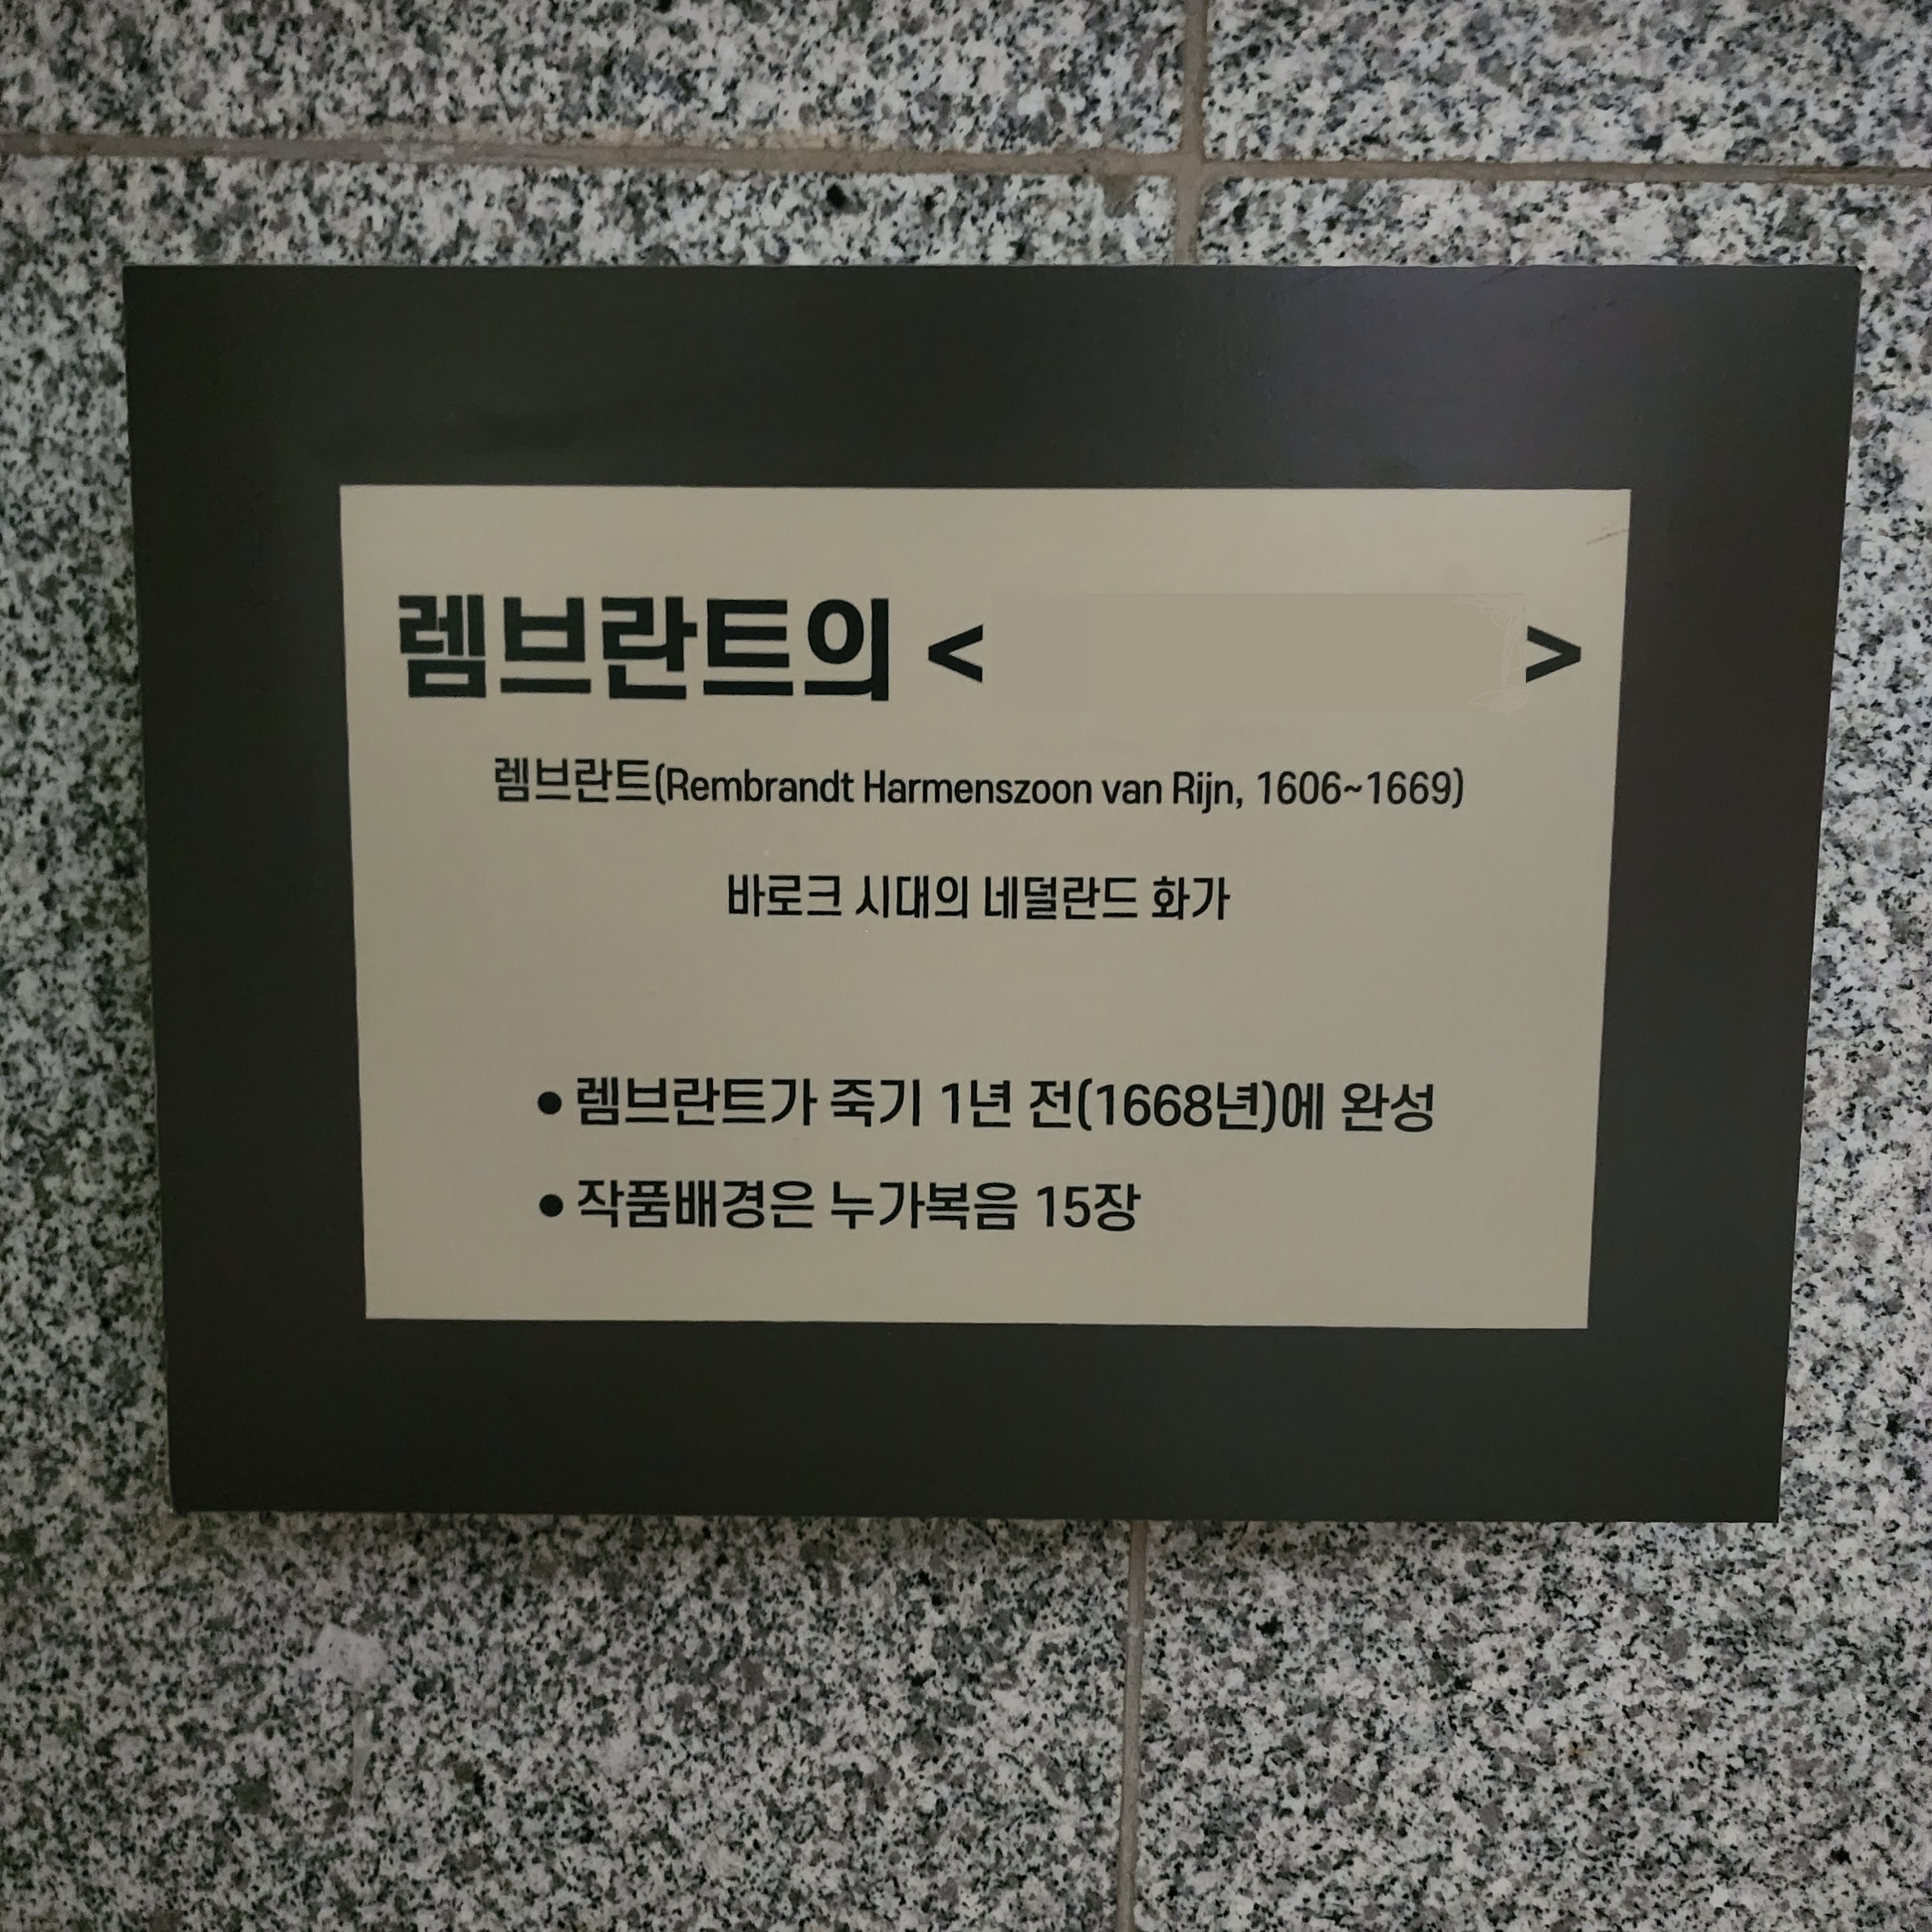 렘브란트의 < >
렘브란트(Rembrandt Harmenszoon van Rijn, 1606~1669)
바로크 시대의 네덜란드 화가
● 렘브란트가 죽기 1년 전(1668년)에 완성
● 작품배경은 누가복음 15장